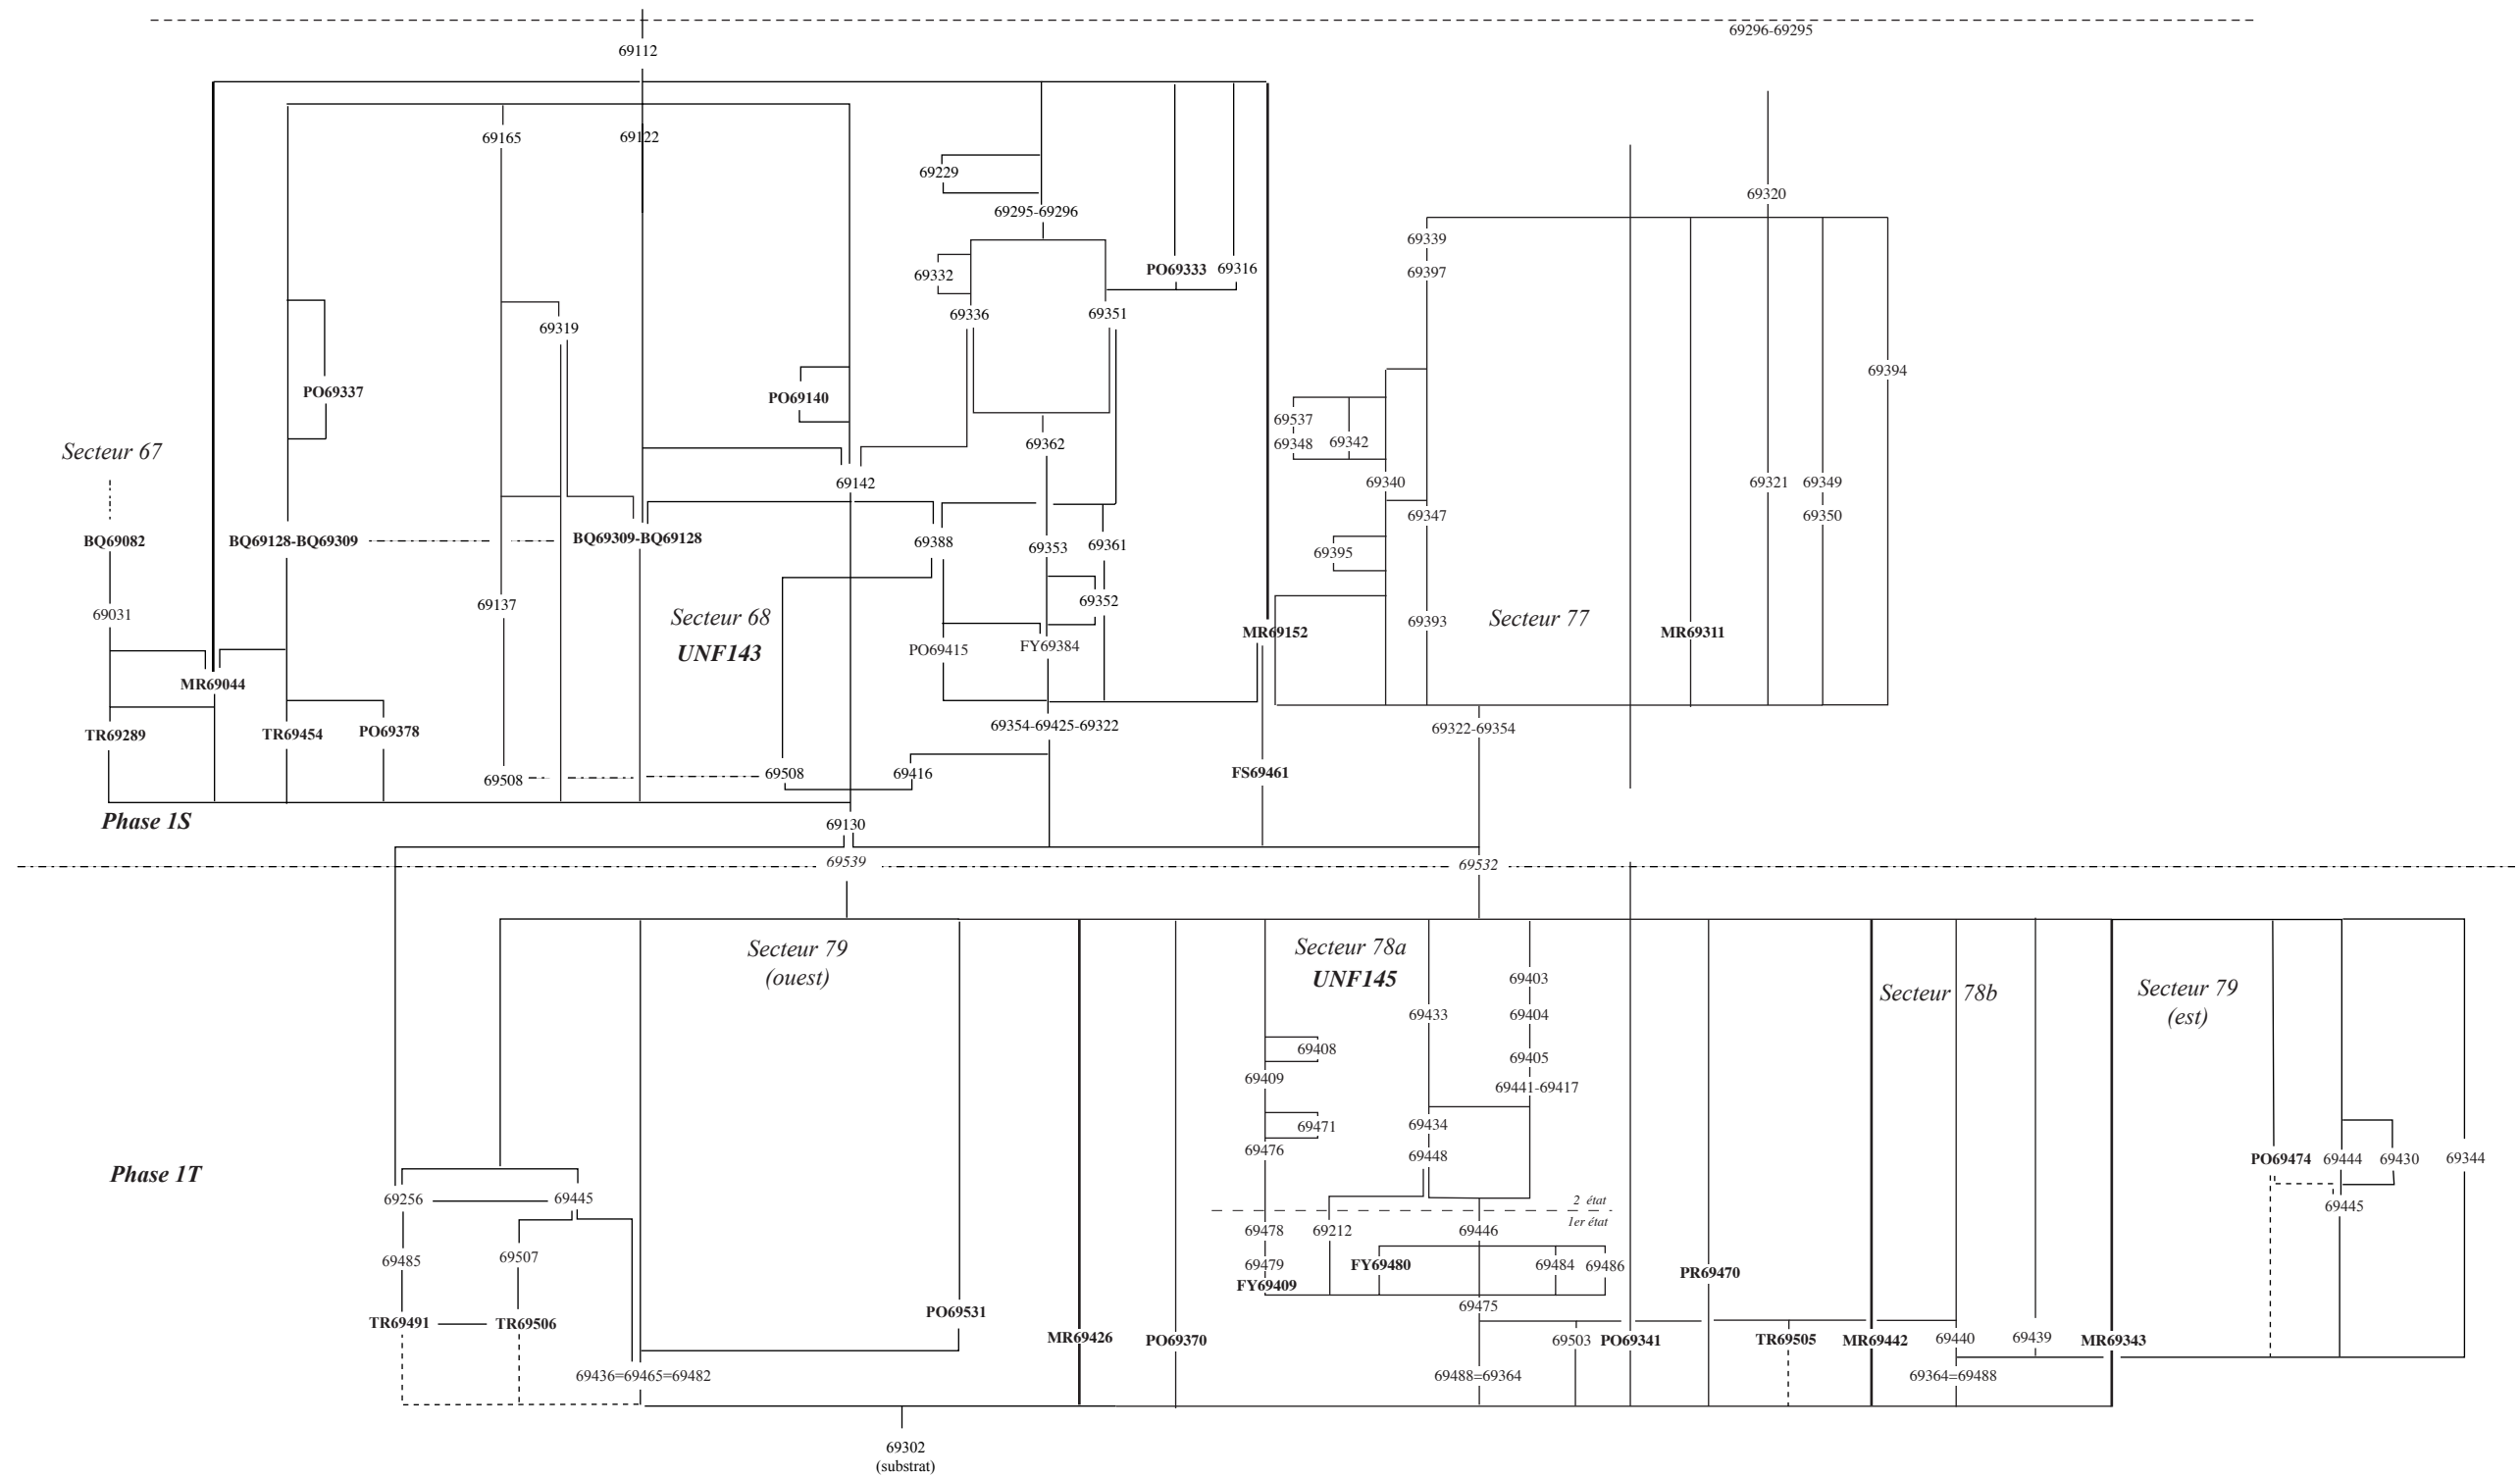 69296-69295
69112
69165
69122
69229
69320
69295-69296
69339
69332
PO69333
69316
69397
69336
69351
69319
69394
PO69337
PO69140
69537
Secteur 67
69362
69348
69342
69142
69340
69321
69349
69347
69350
BQ69082
BQ69128-BQ69309
BQ69309-BQ69128
69388
69353
69361
69395
69137
69352
69031
Secteur 68
69393
Secteur 77
UNF143
PO69415
FY69384
MR69152
MR69311
MR69044
TR69289
TR69454
PO69378
69354-69425-69322
69322-69354
69508
69508
69416
FS69461
Phase 1S
69130
69539
69532
Secteur 79
(ouest)
Secteur 78a
UNF145
69403
Secteur 78b
Secteur 79
(est)
69433
69404
69408
69405
69409
69441-69417
69471
69434
69476
69448
Phase 1T
PO69474
69444
69430
69344
69256
69445
2 état
69445
1er état
69478
69212
69446
69485
69507
69479
FY69480
69484
69486
PR69470
FY69409
PO69531
69475
TR69491
TR69506
MR69426
PO69370
69503
PO69341
TR69505
MR69442
69440
69439
MR69343
69436=69465=69482
69488=69364
69364=69488
69302
(substrat)